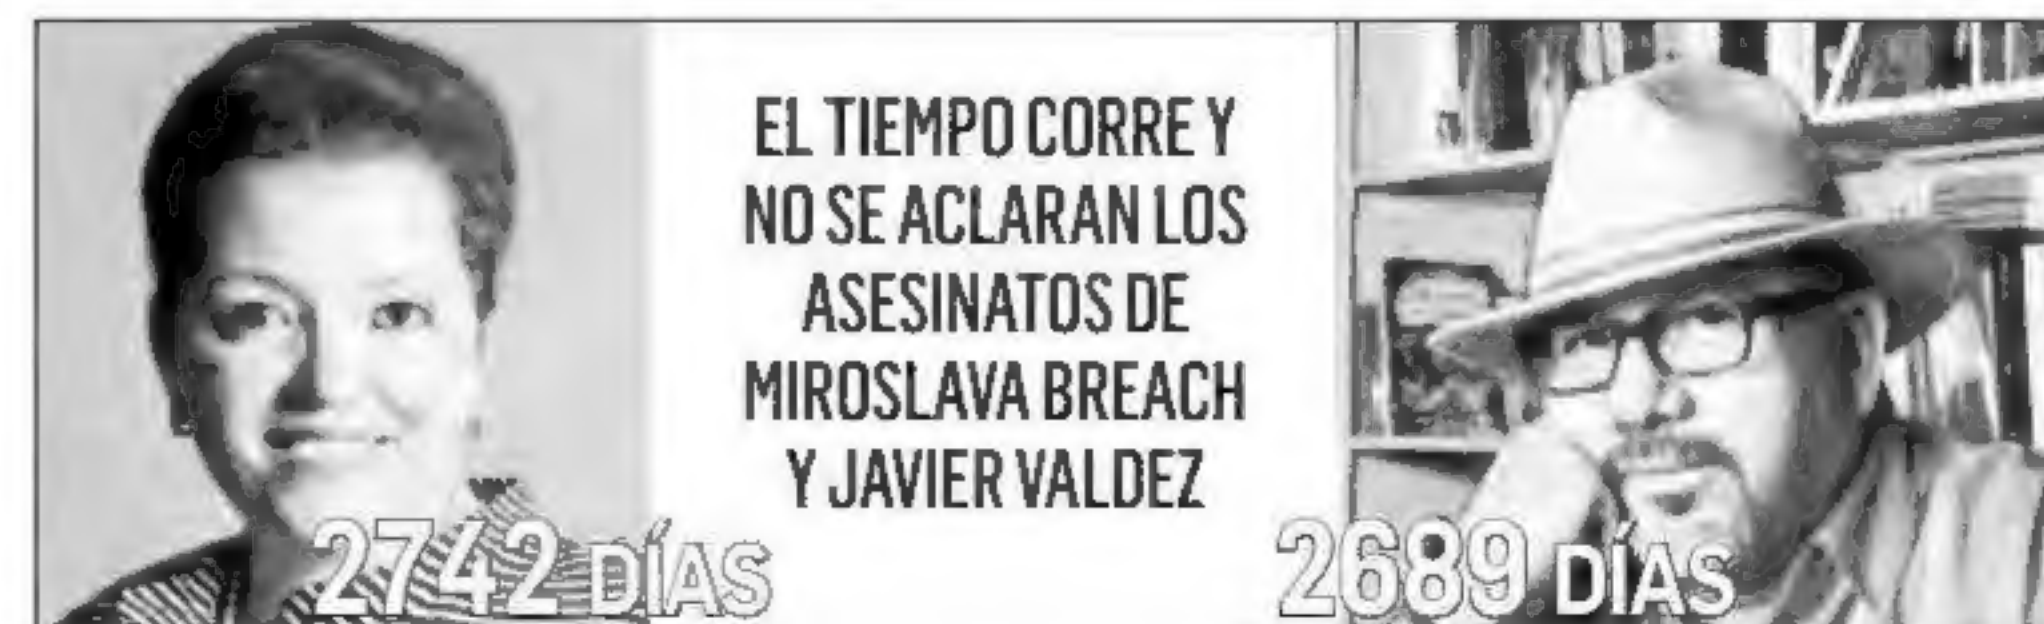 EL TIEMPO CORRE Y
NO SE ACLARAN LOS
ASESINATOS DE
MIROSLAVA BREACH
Y JAVIER VALDEZ
2742 DÍAS
2689 DÍAS